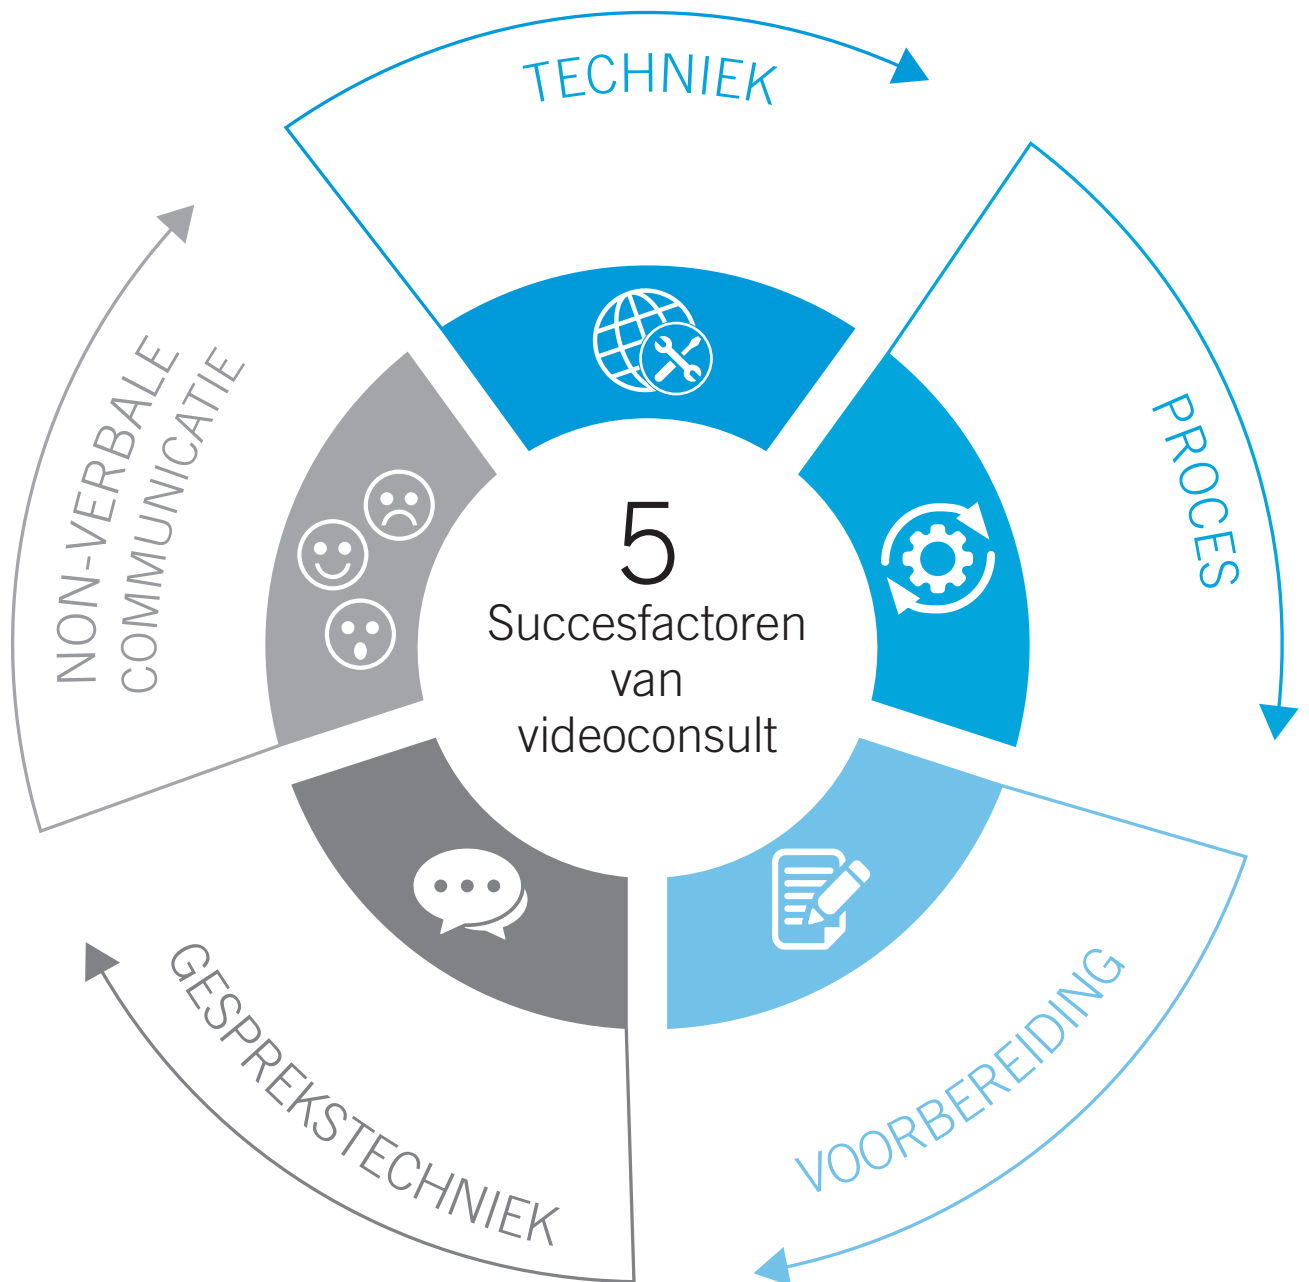 TECHNIEK
PROCES
VOORBEREIDING
GESPREKSTECHNIEK
NON-VERBALE
COMMUNICATIE
5
Succesfactoren
van
videoconsult